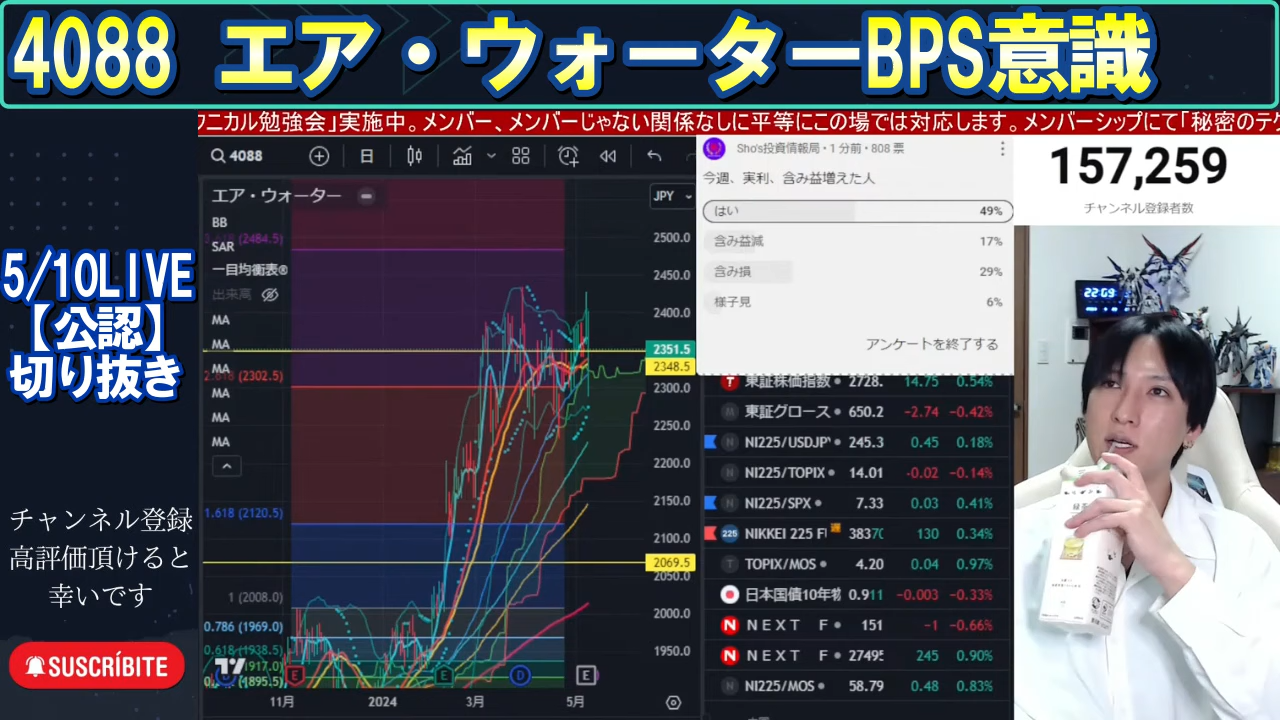 4088 エア・ウォーターBPS意識
クニカル勉強会」実施中。メンバー、メンバーじゃない関係なしに平等にこの場では対応します。メンバーシップにて「秘密のテク
5/10LIVE
【公認】
切り抜き
チャンネル登録
高評価頂けると
幸いです
SUSCRÍBITE
4088
日
エア・ウォーター
JPY
BB
(2484.5)
SAR
一目均衡表
出来高
MA
MA
MA
2.618 (2302.5)
MA
MA
MA
1.618 (2120.5)
1 (2008.0)
0.786 (1969.0)
0.618 (1938.5)
(1917.0)
(1895.5)
2500.0
2450.0
2400.0
2351.5
2348.5
2300.0
2250.0
2200.0
2150.0
2100.0
2069.5
2050.0
2000.0
1950.0
E
E
D
E
11月
2024
3月
5月
Sho's投資情報局・1 分前・808 票
今週、実利、含み益増えた人
はい 49%
含み益減 17%
含み損 29%
様子見 6%
アンケートを終了する
東証株価指数 2728. 14.75 0.54%
東証グロース 650.2 −2.74 −0.42%
NI225/USDJPY 245.3 0.45 0.18%
NI225/TOPIX 14.01 −0.02 −0.14%
NI225/SPX 7.33 0.03 0.41%
225 NIKKEI 225 F 3837 130 0.34%
TOPIX/MOS 4.20 0.04 0.97%
日本国債10年 0.911 −0.003 −0.33%
N ＮＥＸＴ Ｆ 151 −1 −0.66%
N ＮＥＸＴ Ｆ 2749 245 0.90%
NI225/MOS 58.79 0.48 0.83%
157,259
チャンネル登録者数
22:09